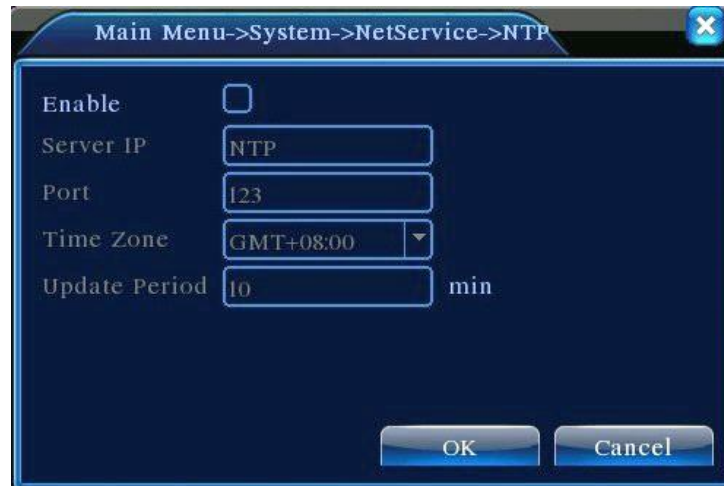 Main Menu->System->NetService->NTP
Enable
Server IP NTP
Port 123
Time Zone GMT+08:00
Update Period 10 min
OK Cancel